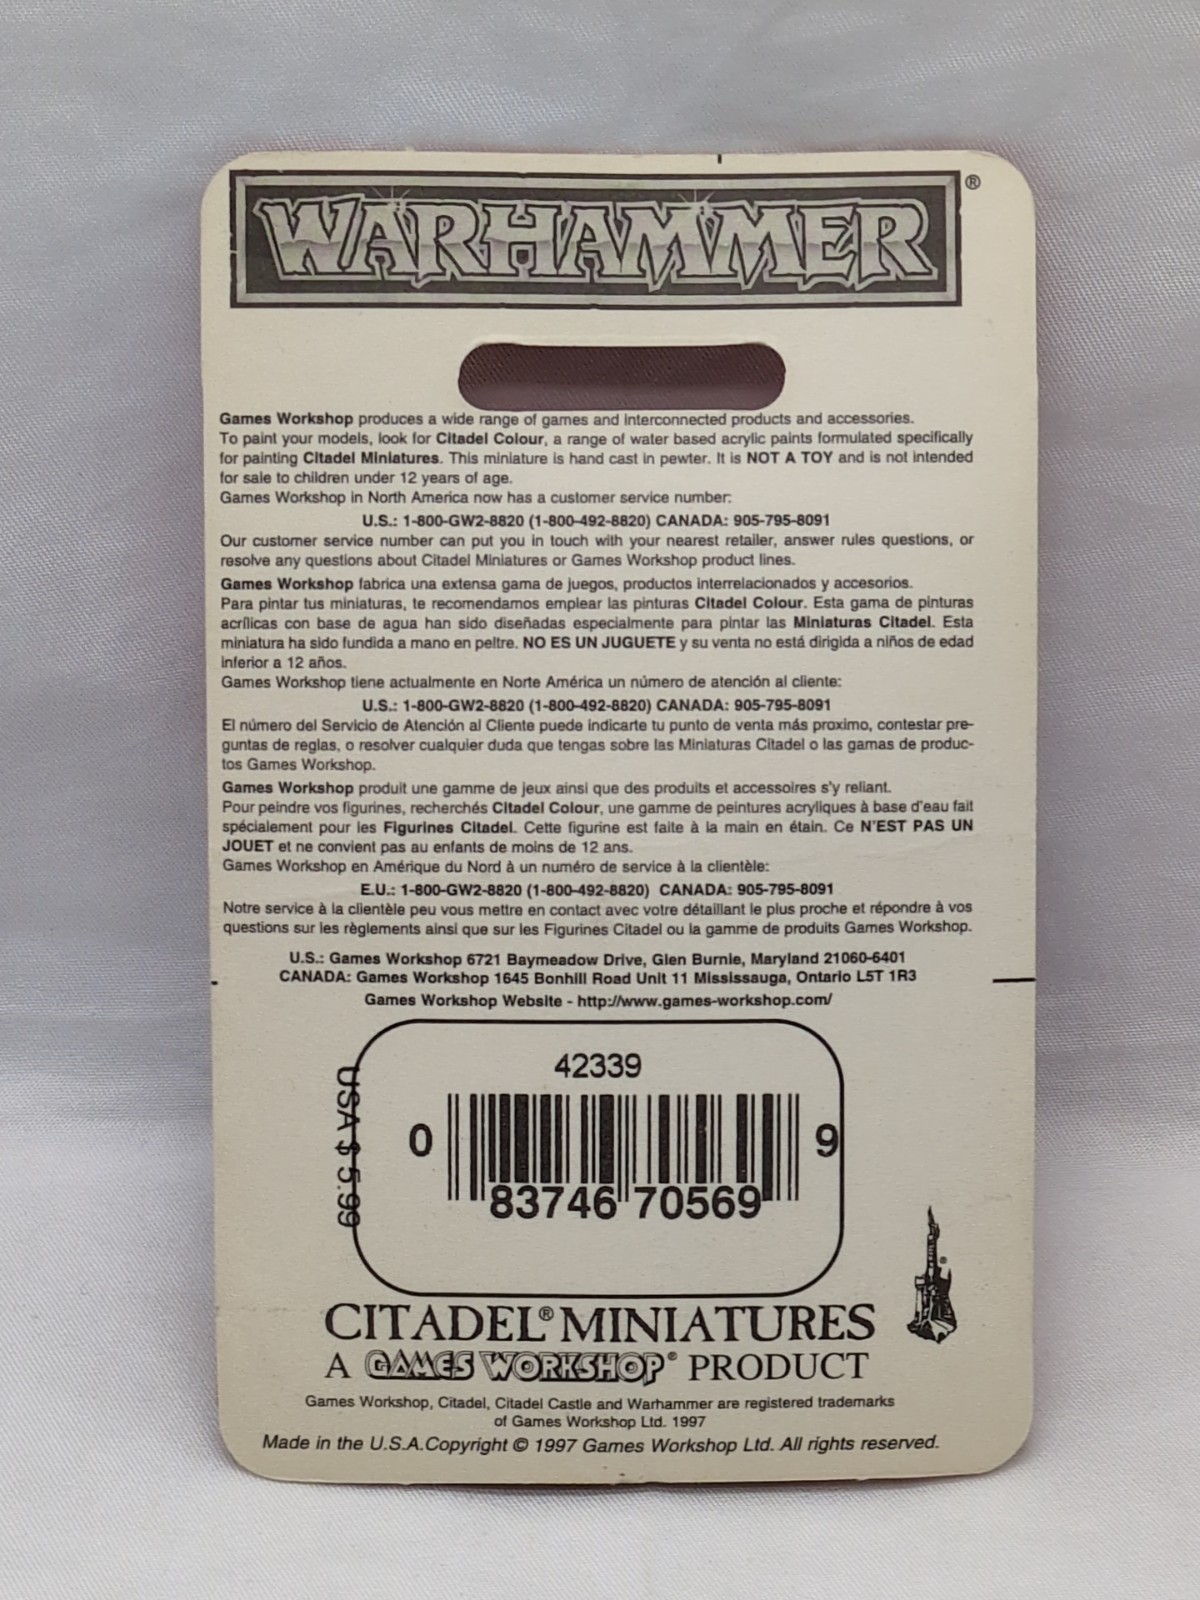 WARHAMMER®
Games Workshop produces a wide range of games and interconnected products and accessories.
To paint your models, look for Citadel Colour, a range of water based acrylic paints formulated specifically
for painting Citadel Miniatures. This miniature is hand cast in pewter. It is NOT A TOY and is not intended
for sale to children under 12 years of age.
Games Workshop in North America now has a customer service number:
U.S.: 1-800-GW2-8820 (1-800-492-8820) CANADA: 905-795-8091
Our customer service number can put you in touch with your nearest retailer, answer rules questions, or
resolve any questions about Citadel Miniatures or Games Workshop product lines.
Games Workshop fabrica una extensa gama de juegos, productos interrelacionados y accesorios.
Para pintar tus miniaturas, te recomendamos emplear las pinturas Citadel Colour. Esta gama de pinturas
acrílicas con base de agua han sido diseñadas especialmente para pintar las Miniaturas Citadel. Esta
miniatura ha sido fundida a mano en peltre. NO ES UN JUGUETE y su venta no está dirigida a niños de edad
inferior a 12 años.
Games Workshop tiene actualmente en Norte América un número de atención al cliente:
U.S.: 1-800-GW2-8820 (1-800-492-8820) CANADA: 905-795-8091
El número del Servicio de Atención al Cliente puede indicarte tu punto de venta más proximo, contestar pre-
guntas de reglas, o resolver cualquier duda que tengas sobre las Miniaturas Citadel o las gamas de produc-
tos Games Workshop.
Games Workshop produit une gamme de jeux ainsi que des produits et accessoires s'y reliant.
Pour peindre vos figurines, recherchés Citadel Colour, une gamme de peintures acryliques à base d'eau fait
spécialement pour les Figurines Citadel. Cette figurine est faite à la main en étain. Ce N'EST PAS UN
JOUET et ne convient pas au enfants de moins de 12 ans.
Games Workshop en Amérique du Nord à un numéro de service à la clientèle:
E.U.: 1-800-GW2-8820 (1-800-492-8820) CANADA: 905-795-8091
Notre service à la clientèle peu vous mettre en contact avec votre détaillant le plus proche et répondre à vos
questions sur les règlements ainsi que sur les Figurines Citadel ou la gamme de produits Games Workshop.
U.S.: Games Workshop 6721 Baymeadow Drive, Glen Burnie, Maryland 21060-6401
CANADA: Games Workshop 1645 Bonhill Road Unit 11 Mississauga, Ontario L5T 1R3
Games Workshop Website - http://www.games-workshop.com/
42339
USA $ 5.99
0 83746 70569 9
CITADEL® MINIATURES
A GAMES WORKSHOP® PRODUCT
Games Workshop, Citadel, Citadel Castle and Warhammer are registered trademarks
of Games Workshop Ltd. 1997
Made in the U.S.A.Copyright © 1997 Games Workshop Ltd. All rights reserved.